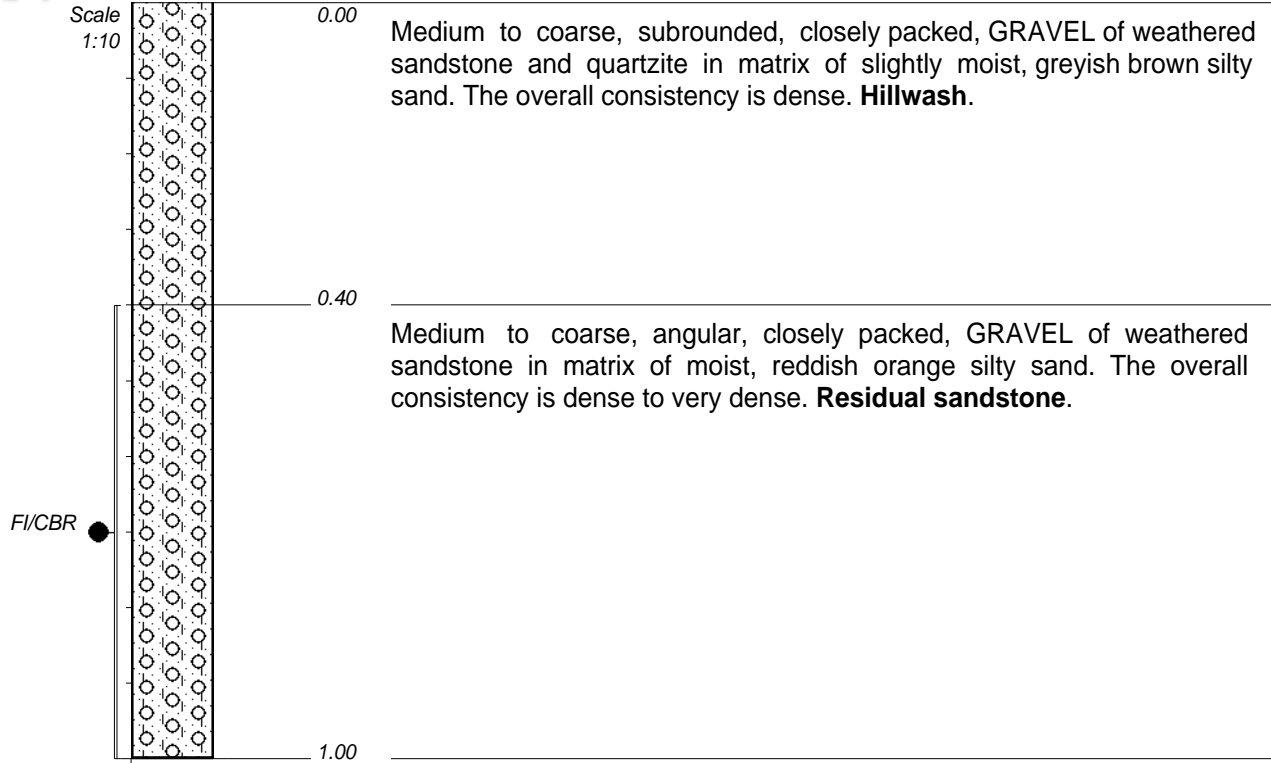 Scale
1:10
0.00
Medium to coarse, subrounded, closely packed, GRAVEL of weathered
sandstone and quartzite in matrix of slightly moist, greyish brown silty
sand. The overall consistency is dense. Hillwash.
0.40
Medium to coarse, angular, closely packed, GRAVEL of weathered
sandstone in matrix of moist, reddish orange silty sand. The overall
consistency is dense to very dense. Residual sandstone.
FI/CBR
1.00